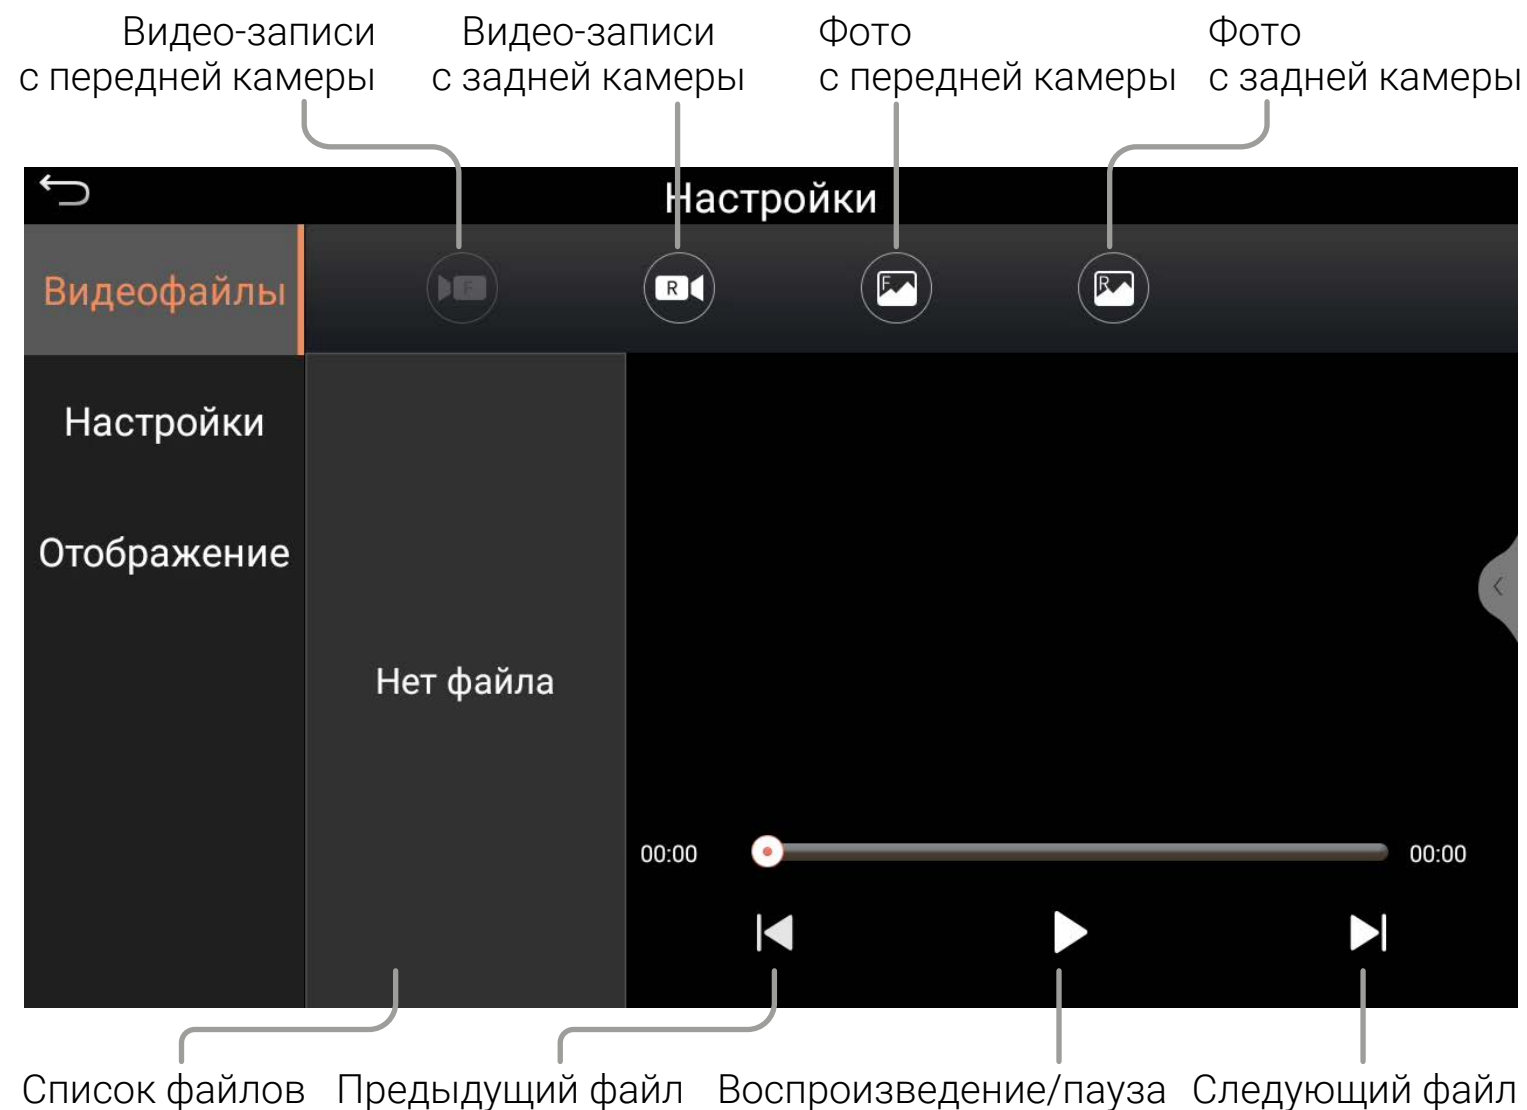 Видео-записи
с передней камеры
Видео-записи
с задней камеры
Фото
с передней камеры
Фото
с задней камеры
Настройки
Видеофайлы
F
R
F
R
Настройки
Отображение
Нет файла
00:00
00:00
Список файлов
Предыдущий файл
Воспроизведение/пауза
Следующий файл